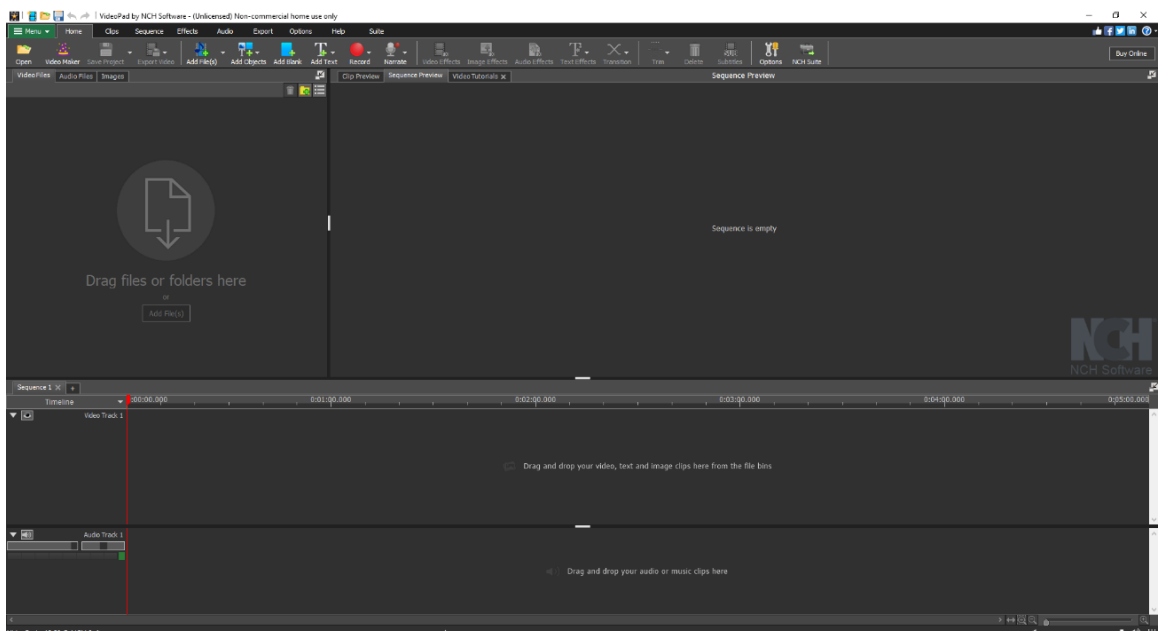 VideoPad by NCH Software - (Unlicensed) Non-commercial home use only
Menu Home Clips Sequence Effects Audio Export Options Help Suite
Open Video Maker Save Project Export Video Add File(s) Add Objects Add Blank Add Text Record Narrate Video Effects Image Effects Audio Effects Text Effects Transition Trim Delete Subtitles Options NCH Suite Buy Online
Video Files Audio Files Images Clip Preview Sequence Preview Video Tutorials x Sequence Preview
Sequence is empty
Drag files or folders here
or
Add File(s)
NCH
NCH Software
Sequence 1 X +
Timeline 0:00:00.000 0:01:00.000 0:02:00.000 0:03:00.000 0:04:00.000 0:05:00.000
Video Track 1
Drag and drop your video, text and image clips here from the file bins
Audio Track 1
Drag and drop your audio or music clips here